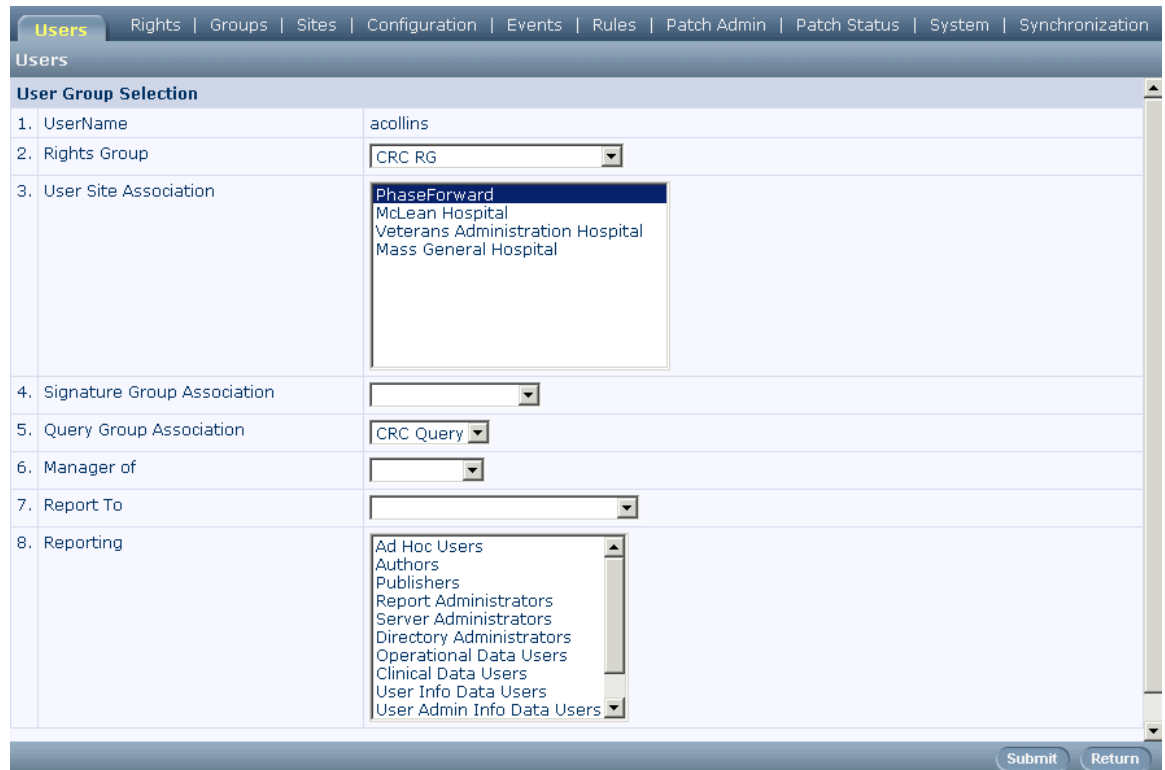 Users Rights | Groups | Sites | Configuration | Events | Rules | Patch Admin | Patch Status | System | Synchronization
Users
User Group Selection
1. UserName acollins
2. Rights Group CRC RG
3. User Site Association PhaseForward
McLean Hospital
Veterans Administration Hospital
Mass General Hospital
4. Signature Group Association
5. Query Group Association CRC Query
6. Manager of
7. Report To
8. Reporting Ad Hoc Users
Authors
Publishers
Report Administrators
Server Administrators
Directory Administrators
Operational Data Users
Clinical Data Users
User Info Data Users
User Admin Info Data Users
Submit Return